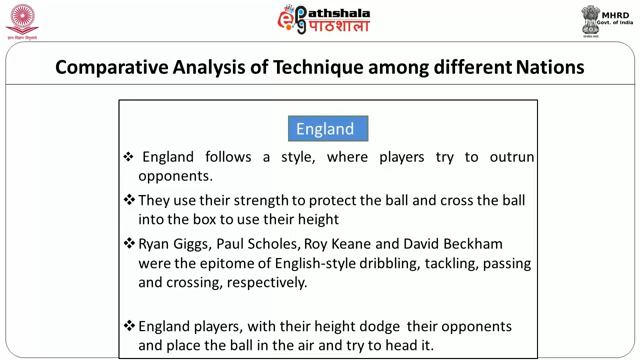 Pathshala
पाठशाला
MHRD
Govt. of India
Comparative Analysis of Technique among different Nations
England
❖ England follows a style, where players try to outrun
opponents.
❖They use their strength to protect the ball and cross the ball
into the box to use their height
❖Ryan Giggs, Paul Scholes, Roy Keane and David Beckham
were the epitome of English-style dribbling, tackling, passing
and crossing, respectively.
❖England players, with their height dodge their opponents
and place the ball in the air and try to head it.